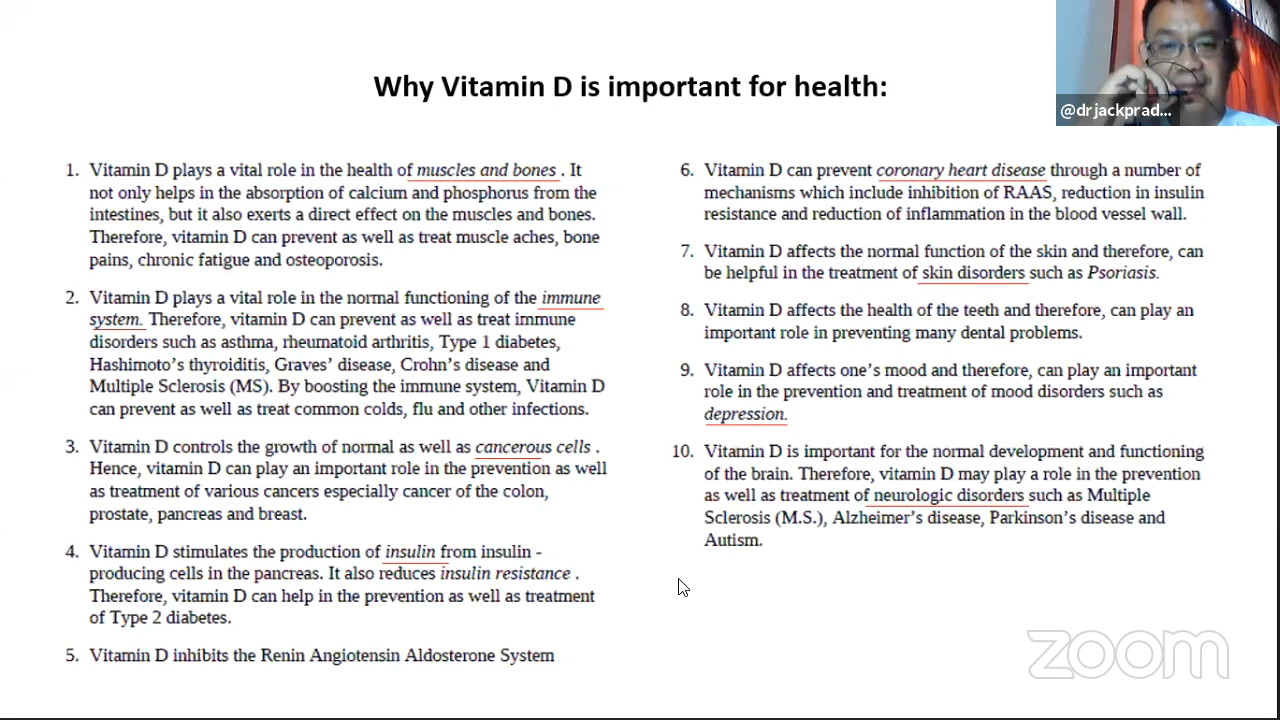 Why Vitamin D is important for health:
@drjackprad...
1. Vitamin D plays a vital role in the health of muscles and bones . It
not only helps in the absorption of calcium and phosphorus from the
intestines, but it also exerts a direct effect on the muscles and bones.
Therefore, vitamin D can prevent as well as treat muscle aches, bone
pains, chronic fatigue and osteoporosis.
2. Vitamin D plays a vital role in the normal functioning of the immune
system. Therefore, vitamin D can prevent as well as treat immune
disorders such as asthma, rheumatoid arthritis, Type 1 diabetes,
Hashimoto's thyroiditis, Graves' disease, Crohn's disease and
Multiple Sclerosis (MS). By boosting the immune system, Vitamin D
can prevent as well as treat common colds, flu and other infections.
3. Vitamin D controls the growth of normal as well as cancerous cells .
Hence, vitamin D can play an important role in the prevention as well
as treatment of various cancers especially cancer of the colon,
prostate, pancreas and breast.
4. Vitamin D stimulates the production of insulin from insulin -
producing cells in the pancreas. It also reduces insulin resistance .
Therefore, vitamin D can help in the prevention as well as treatment
of Type 2 diabetes.
5. Vitamin D inhibits the Renin Angiotensin Aldosterone System
6. Vitamin D can prevent coronary heart disease through a number of
mechanisms which include inhibition of RAAS, reduction in insulin
resistance and reduction of inflammation in the blood vessel wall.
7. Vitamin D affects the normal function of the skin and therefore, can
be helpful in the treatment of skin disorders such as Psoriasis.
8. Vitamin D affects the health of the teeth and therefore, can play an
important role in preventing many dental problems.
9. Vitamin D affects one's mood and therefore, can play an important
role in the prevention and treatment of mood disorders such as
depression.
10. Vitamin D is important for the normal development and functioning
of the brain. Therefore, vitamin D may play a role in the prevention
as well as treatment of neurologic disorders such as Multiple
Sclerosis (M.S.), Alzheimer's disease, Parkinson's disease and
Autism.
zoom